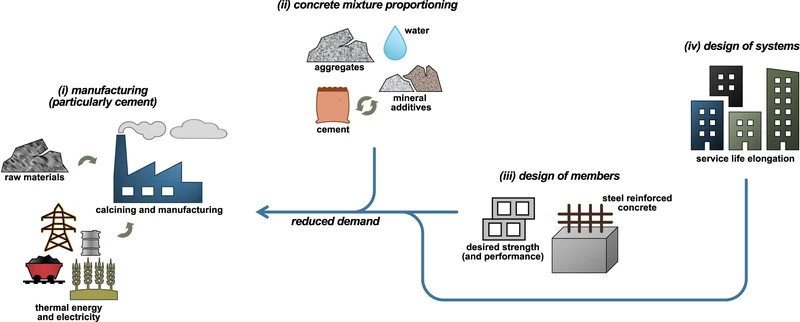 (ii) concrete mixture proportioning
water
aggregates
mineral
additives
cement
(i) manufacturing
(particularly cement)
raw materials
calcining and manufacturing
thermal energy
and electricity
reduced demand
(iii) design of members
steel reinforced
concrete
desired strength
(and performance)
(iv) design of systems
service life elongation